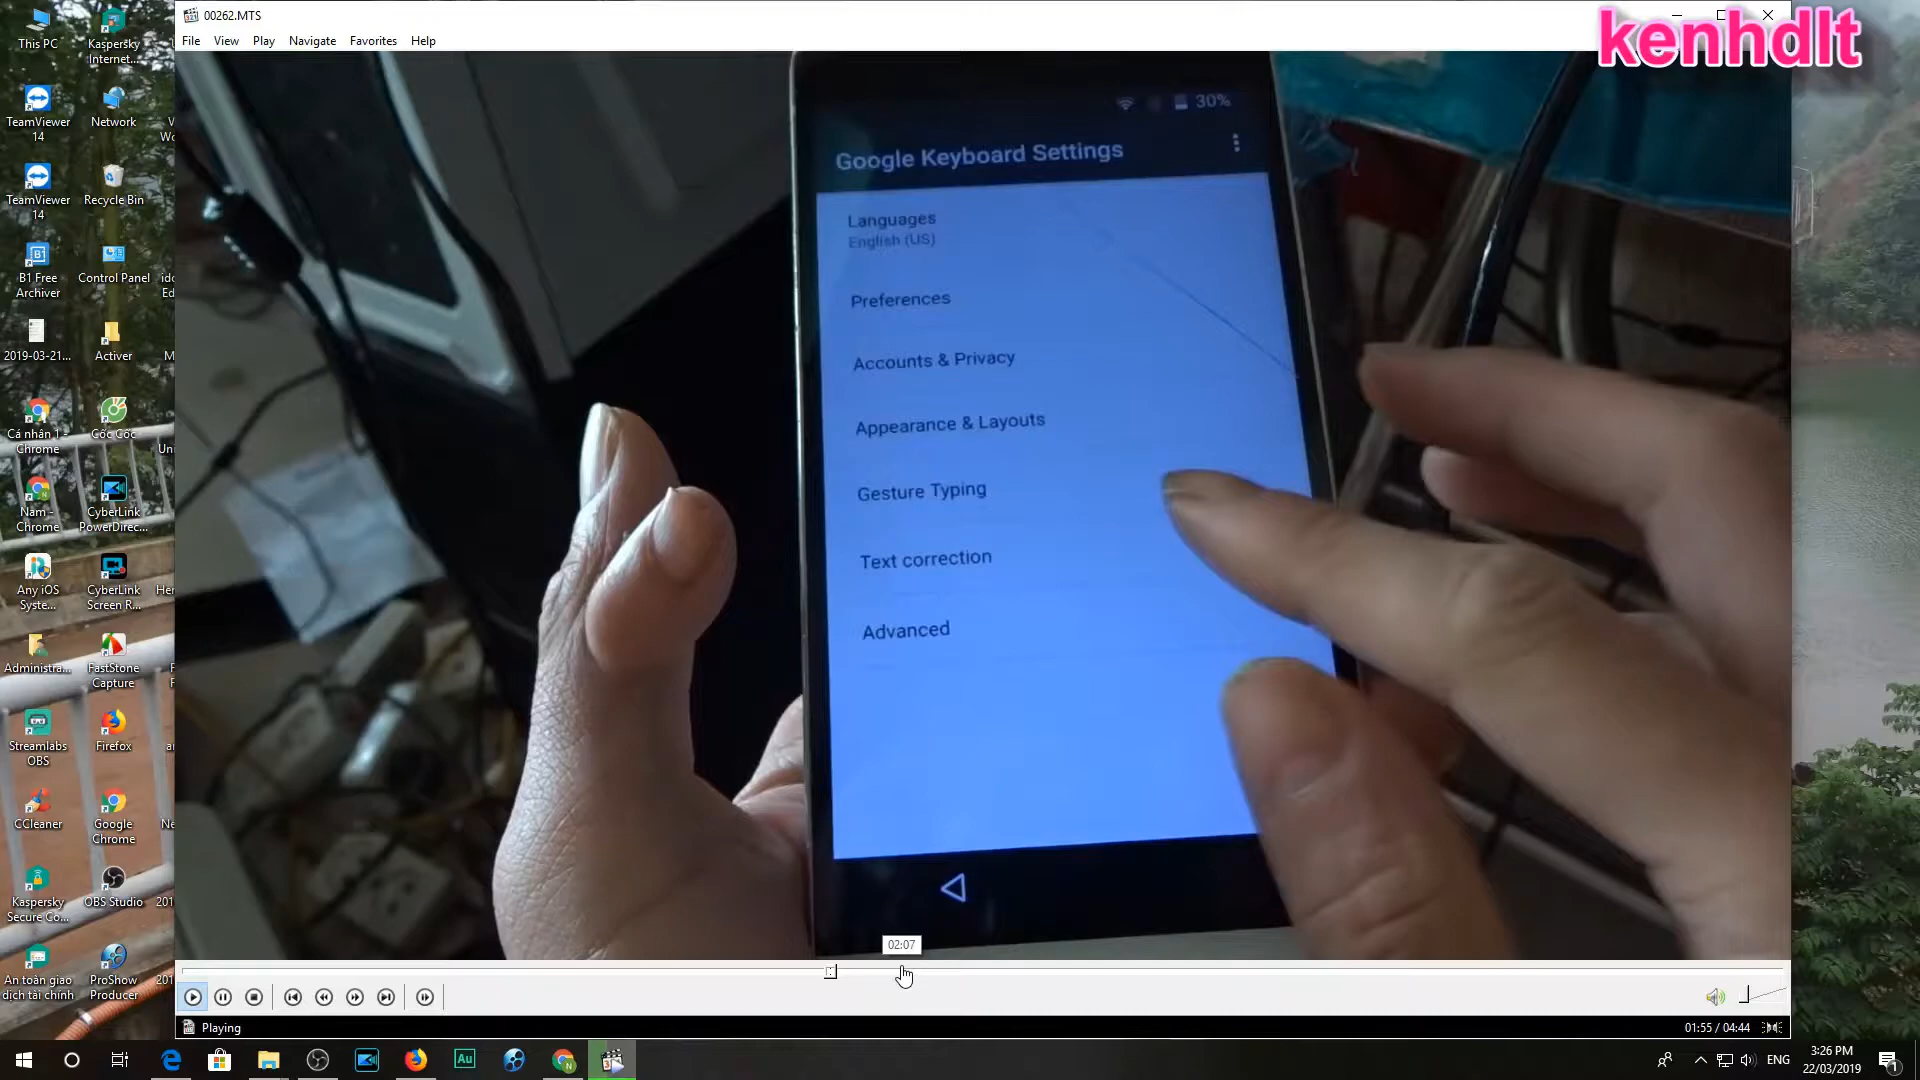 00262.MTS
kenhdlt
File View Play Navigate Favorites Help
This PC
Kaspersky Internet...
TeamViewer 14
Network
TeamViewer 14
Recycle Bin
B1 Free Archiver
Control Panel
2019-03-21...
Activer
Cá nhân 1 - Chrome
Cốc Cốc
Nam - Chrome
CyberLink PowerDirec...
Any iOS Syste...
CyberLink Screen R...
Administra...
FastStone Capture
Streamlabs OBS
Firefox
CCleaner
Google Chrome
Kaspersky Secure Co...
OBS Studio
An toàn giao dịch tài chính
ProShow Producer
30%
Google Keyboard Settings
Languages
English (US)
Preferences
Accounts & Privacy
Appearance & Layouts
Gesture Typing
Text correction
Advanced
02:07
Playing
01:55 / 04:44
Au
ENG
3:26 PM
22/03/2019
1